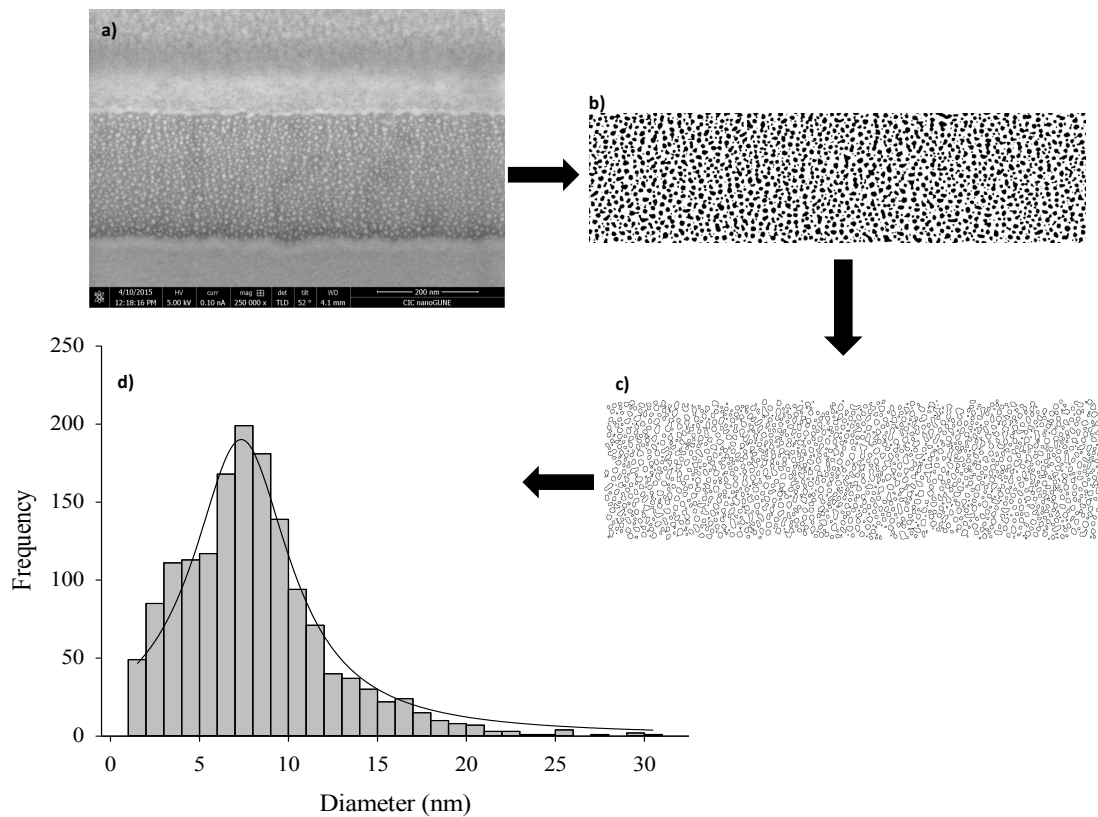 a)
4/10/2015 HV curr mag det tilt WD 200 nm
12:18:16 PM 5.00 kV 0.10 nA 250 000 x TLD 52 ° 4.1 mm CIC nanoGUNE
b)
c)
d)
250
200
150
100
50
0
Frequency
0 5 10 15 20 25 30
Diameter (nm)